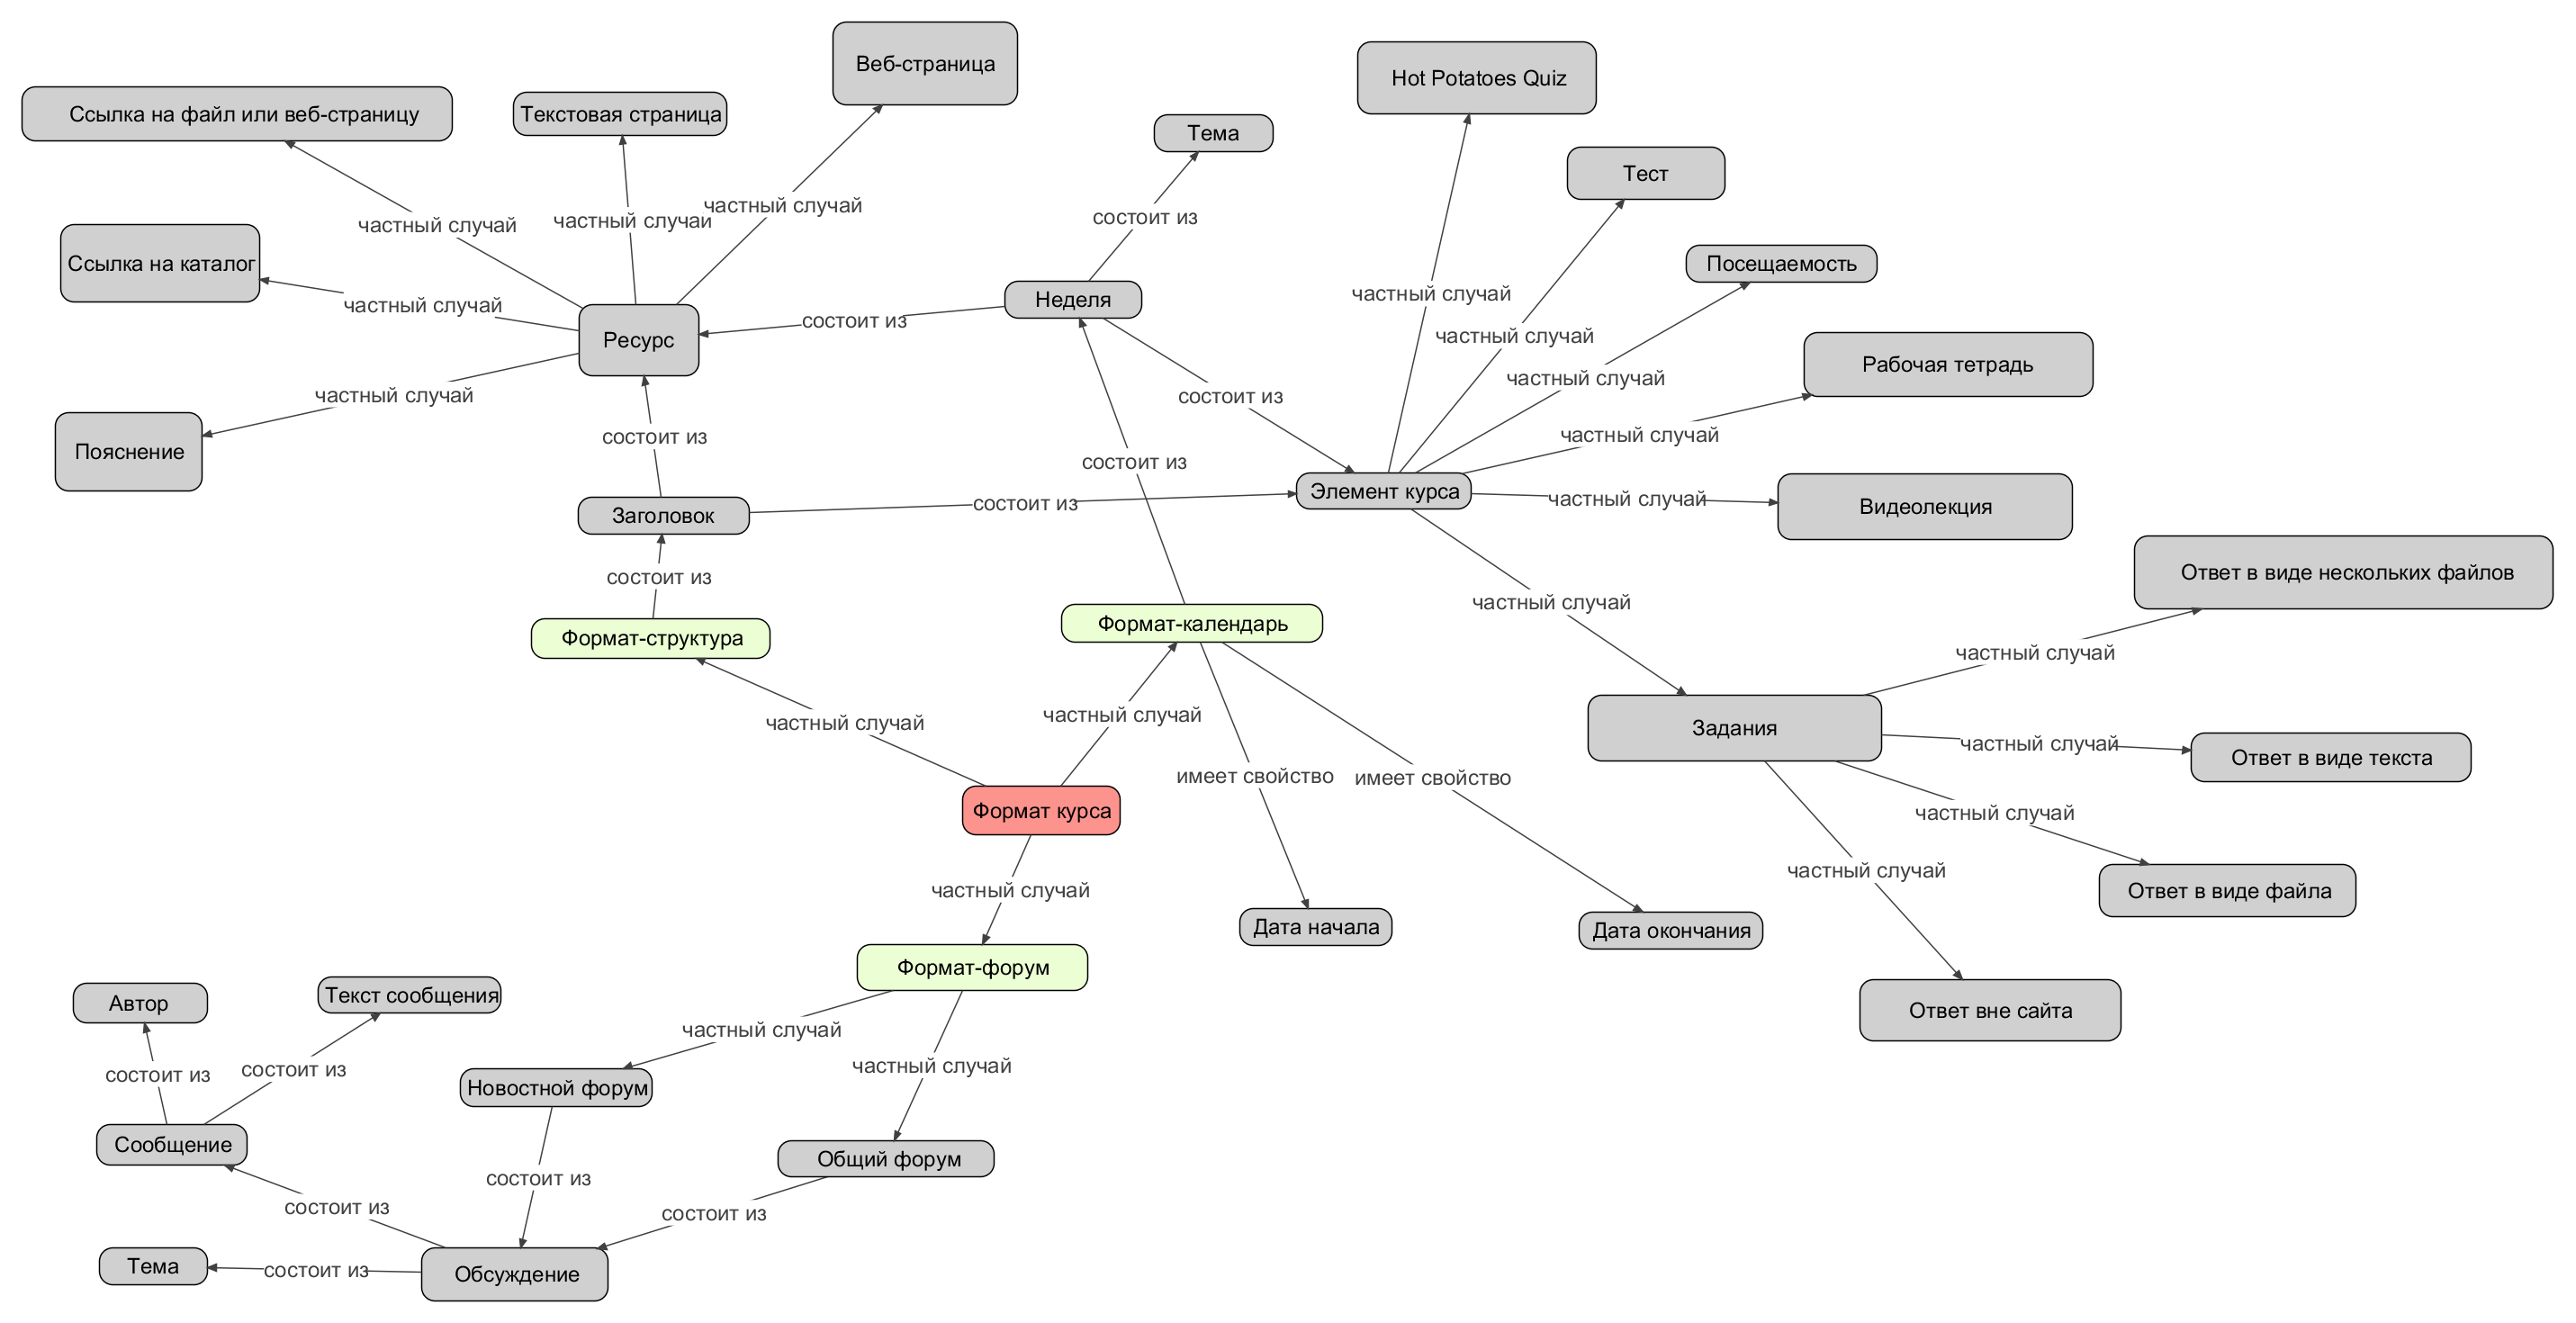 Веб-страница
Hot Potatoes Quiz
Ссылка на файл или веб-страницу
Текстовая страница
Тема
Тест
частный случай
частный случай
частный случай
состоит из
Ссылка на каталог
Посещаемость
частный случай
Неделя
частный случай
состоит из
Ресурс
частный случай
Рабочая тетрадь
частный случай
частный случай
состоит из
Пояснение
состоит из
частный случай
состоит из
Элемент курса
частный случай
Видеолекция
Заголовок
состоит из
состоит из
Ответ в виде нескольких файлов
частный случай
Формат-структура
Формат-календарь
частный случай
частный случай
частный случай
Задания
частный случай
Ответ в виде текста
имеет свойство
имеет свойство
Формат курса
частный случай
частный случай
частный случай
Ответ в виде файла
Дата начала
Дата окончания
Формат-форум
Автор
Текст сообщения
Ответ вне сайта
частный случай
состоит из
состоит из
частный случай
Новостной форум
Сообщение
Общий форум
состоит из
состоит из
состоит из
Тема
состоит из
Обсуждение